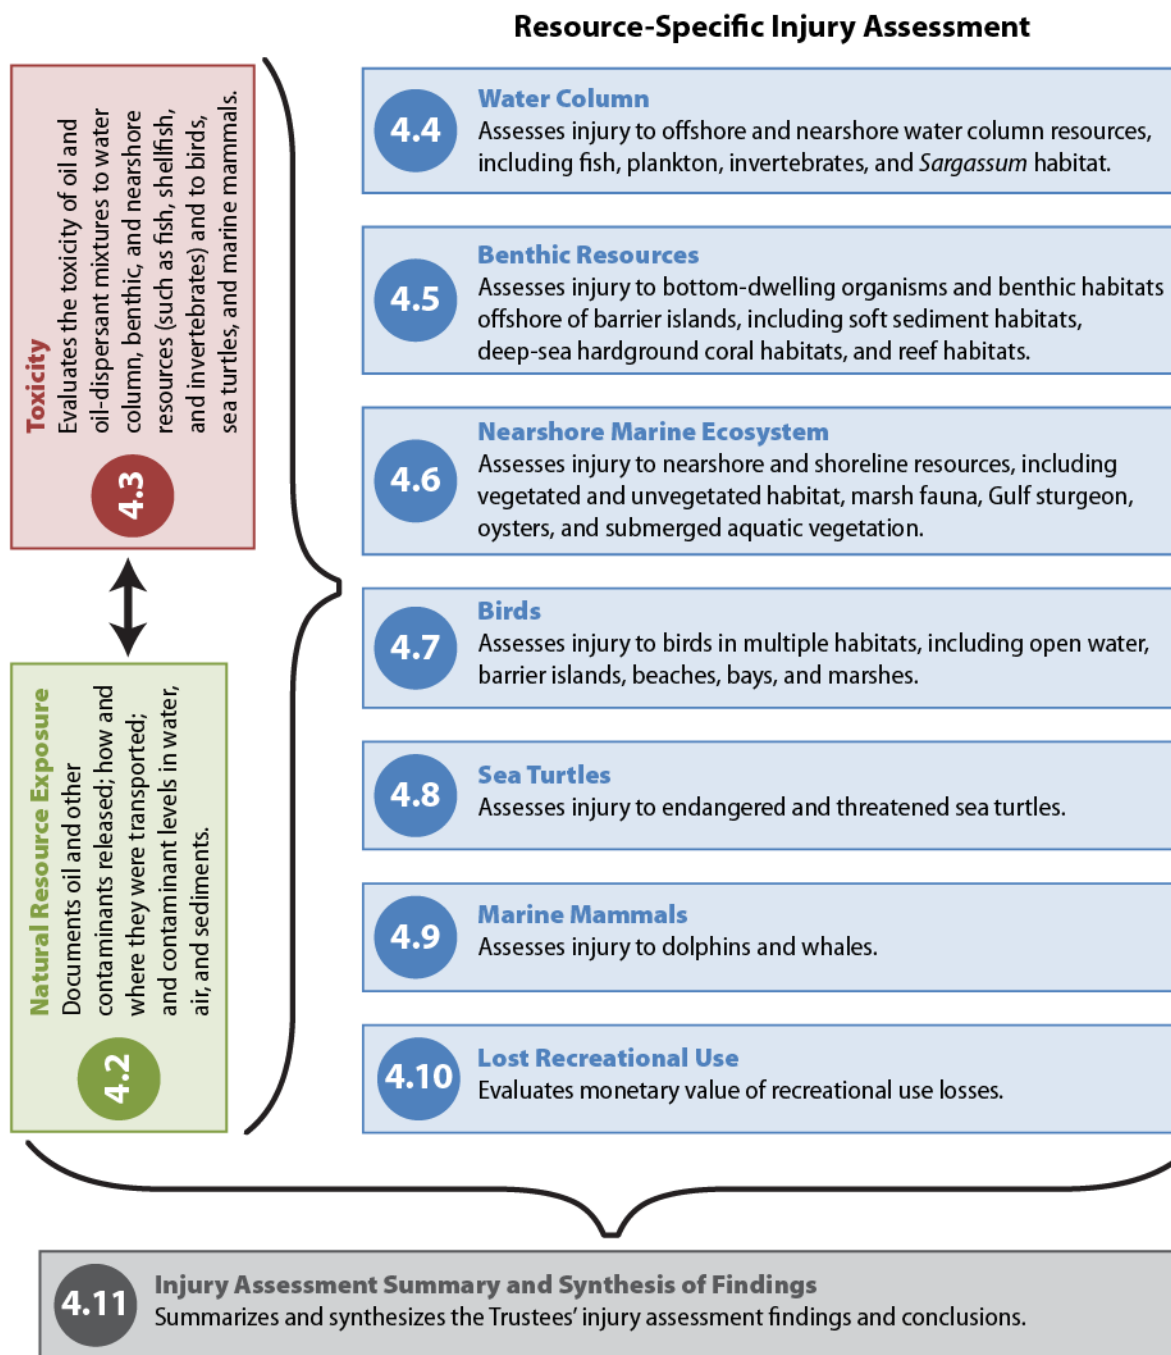 Resource-Specific Injury Assessment
4.3
Toxicity
Evaluates the toxicity of oil and
oil-dispersant mixtures to water
column, benthic, and nearshore
resources (such as fish, shellfish,
and invertebrates) and to birds,
sea turtles, and marine mammals.
4.2
Natural Resource Exposure
Documents oil and other
contaminants released; how and
where they were transported;
and contaminant levels in water,
air, and sediments.
4.4
Water Column
Assesses injury to offshore and nearshore water column resources,
including fish, plankton, invertebrates, and Sargassum habitat.
4.5
Benthic Resources
Assesses injury to bottom-dwelling organisms and benthic habitats
offshore of barrier islands, including soft sediment habitats,
deep-sea hardground coral habitats, and reef habitats.
4.6
Nearshore Marine Ecosystem
Assesses injury to nearshore and shoreline resources, including
vegetated and unvegetated habitat, marsh fauna, Gulf sturgeon,
oysters, and submerged aquatic vegetation.
4.7
Birds
Assesses injury to birds in multiple habitats, including open water,
barrier islands, beaches, bays, and marshes.
4.8
Sea Turtles
Assesses injury to endangered and threatened sea turtles.
4.9
Marine Mammals
Assesses injury to dolphins and whales.
4.10
Lost Recreational Use
Evaluates monetary value of recreational use losses.
4.11
Injury Assessment Summary and Synthesis of Findings
Summarizes and synthesizes the Trustees’ injury assessment findings and conclusions.